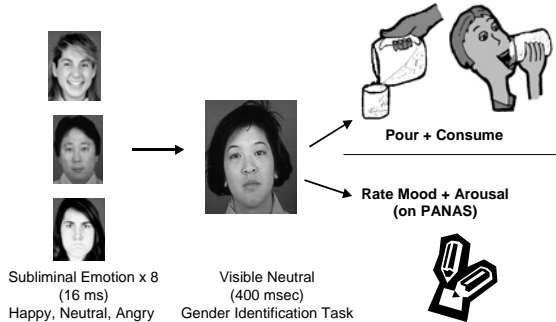 Pour + Consume
Rate Mood + Arousal
(on PANAS)
Subliminal Emotion x 8
(16 ms)
Happy, Neutral, Angry
Visible Neutral
(400 msec)
Gender Identification Task